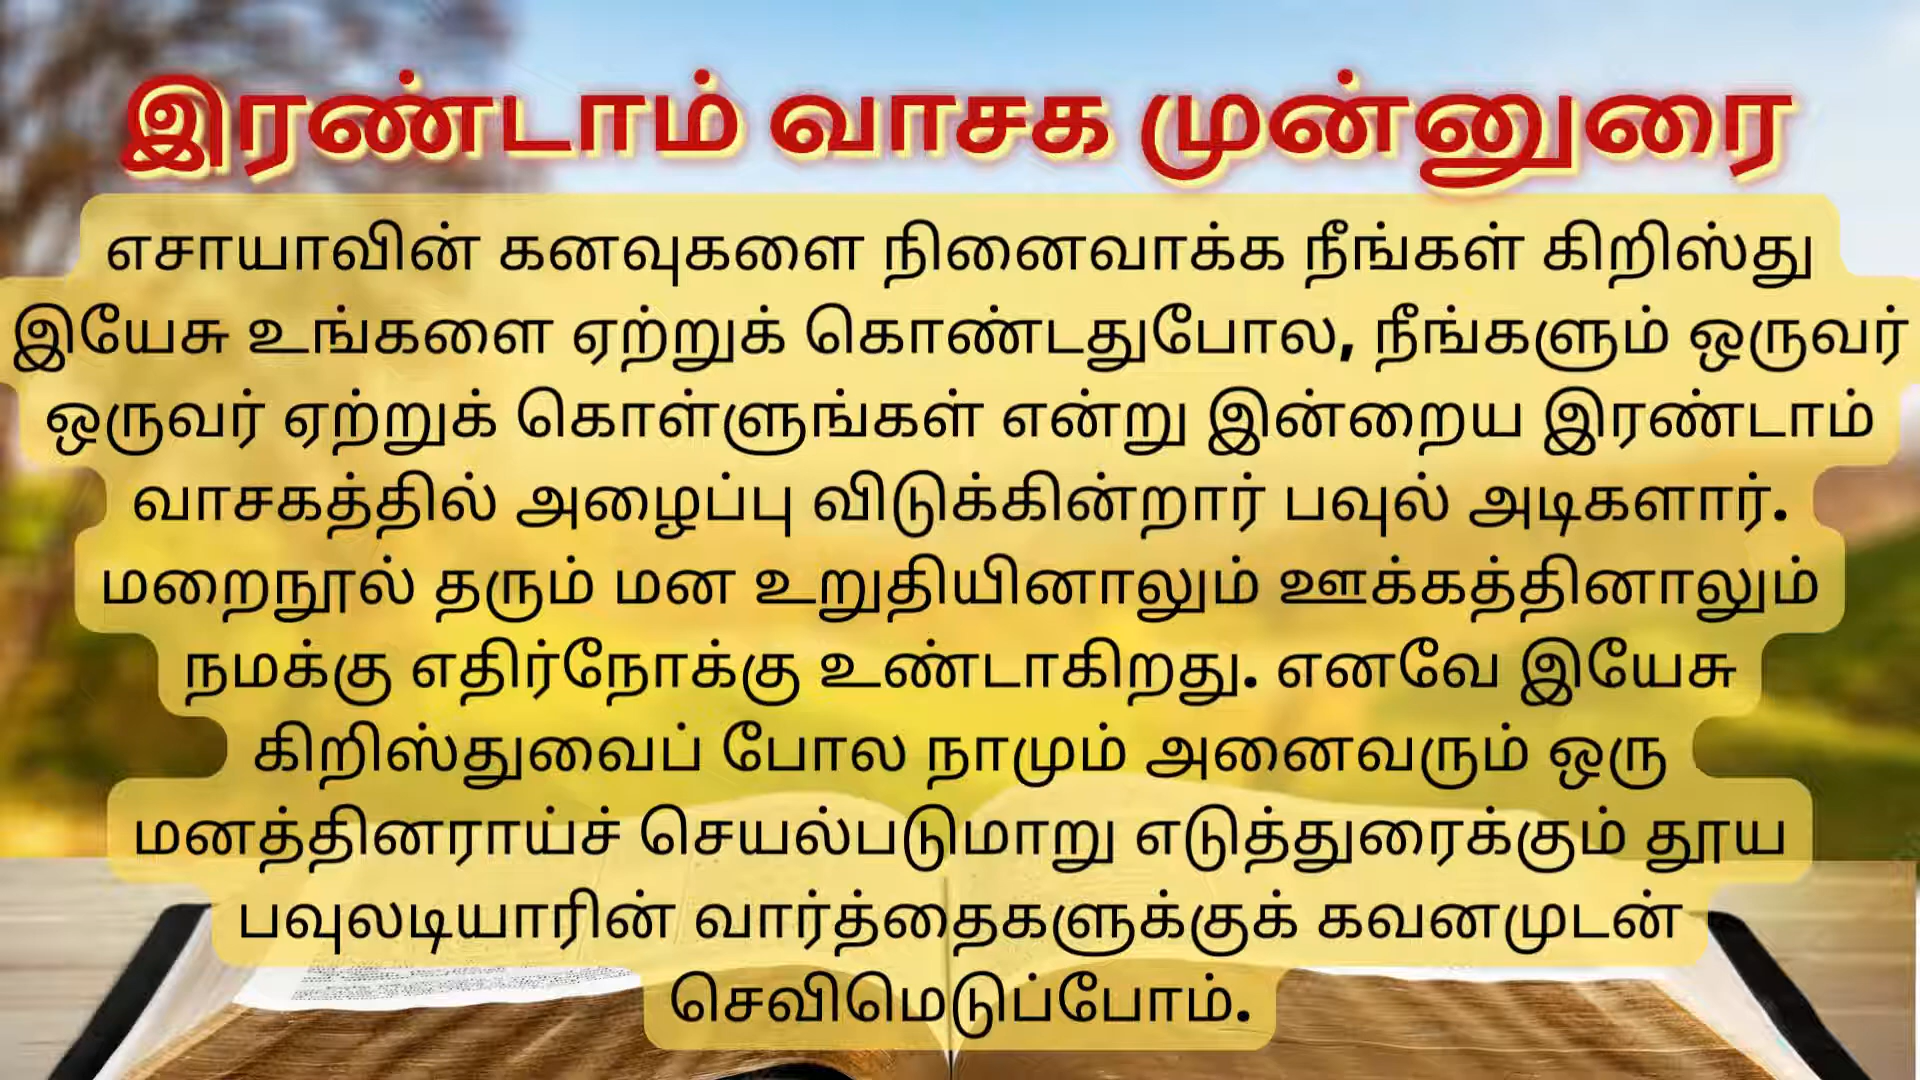 இரண்டாம் வாசக முன்னுரை
எசாயாவின் கனவுகளை நினைவாக்க நீங்கள் கிறிஸ்து
இயேசு உங்களை ஏற்றுக் கொண்டதுபோல, நீங்களும் ஒருவர்
ஒருவர் ஏற்றுக் கொள்ளுங்கள் என்று இன்றைய இரண்டாம்
வாசகத்தில் அழைப்பு விடுக்கின்றார் பவுல் அடிகளார்.
மறைநூல் தரும் மன உறுதியினாலும் ஊக்கத்தினாலும்
நமக்கு எதிர்நோக்கு உண்டாகிறது. எனவே இயேசு
கிறிஸ்துவைப் போல நாமும் அனைவரும் ஒரு
மனத்தினராய்ச் செயல்படுமாறு எடுத்துரைக்கும் தூய
பவுலடியாரின் வார்த்தைகளுக்குக் கவனமுடன்
செவிமெடுப்போம்.